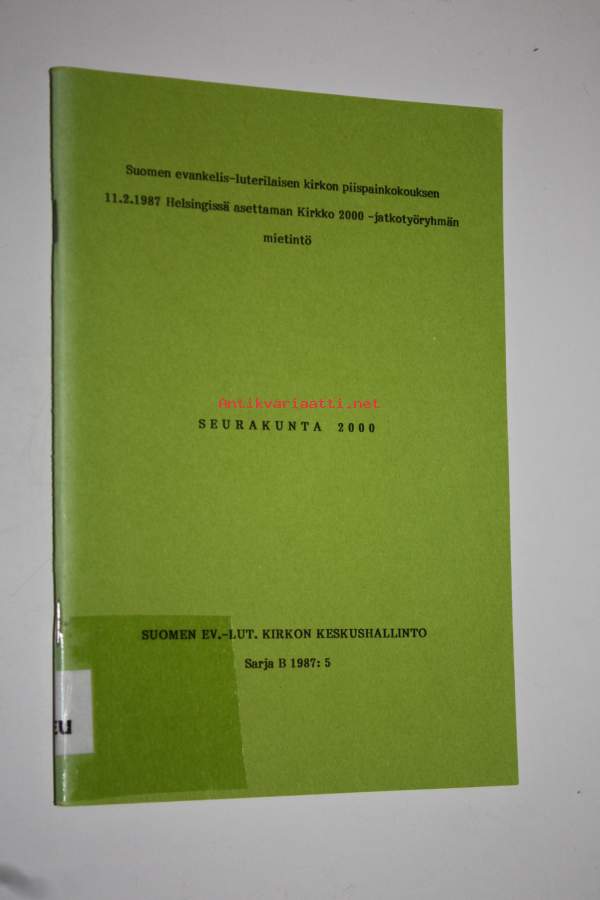 Suomen evankelis-luterilaisen kirkon piispainkokouksen
11.2.1987 Helsingissä asettaman Kirkko 2000 -jatkotyöryhmän
mietintö
Antikvariaatti.net
SEURAKUNTA 2000
SUOMEN EV.-LUT. KIRKON KESKUSHALLINTO
Sarja B 1987: 5
EU